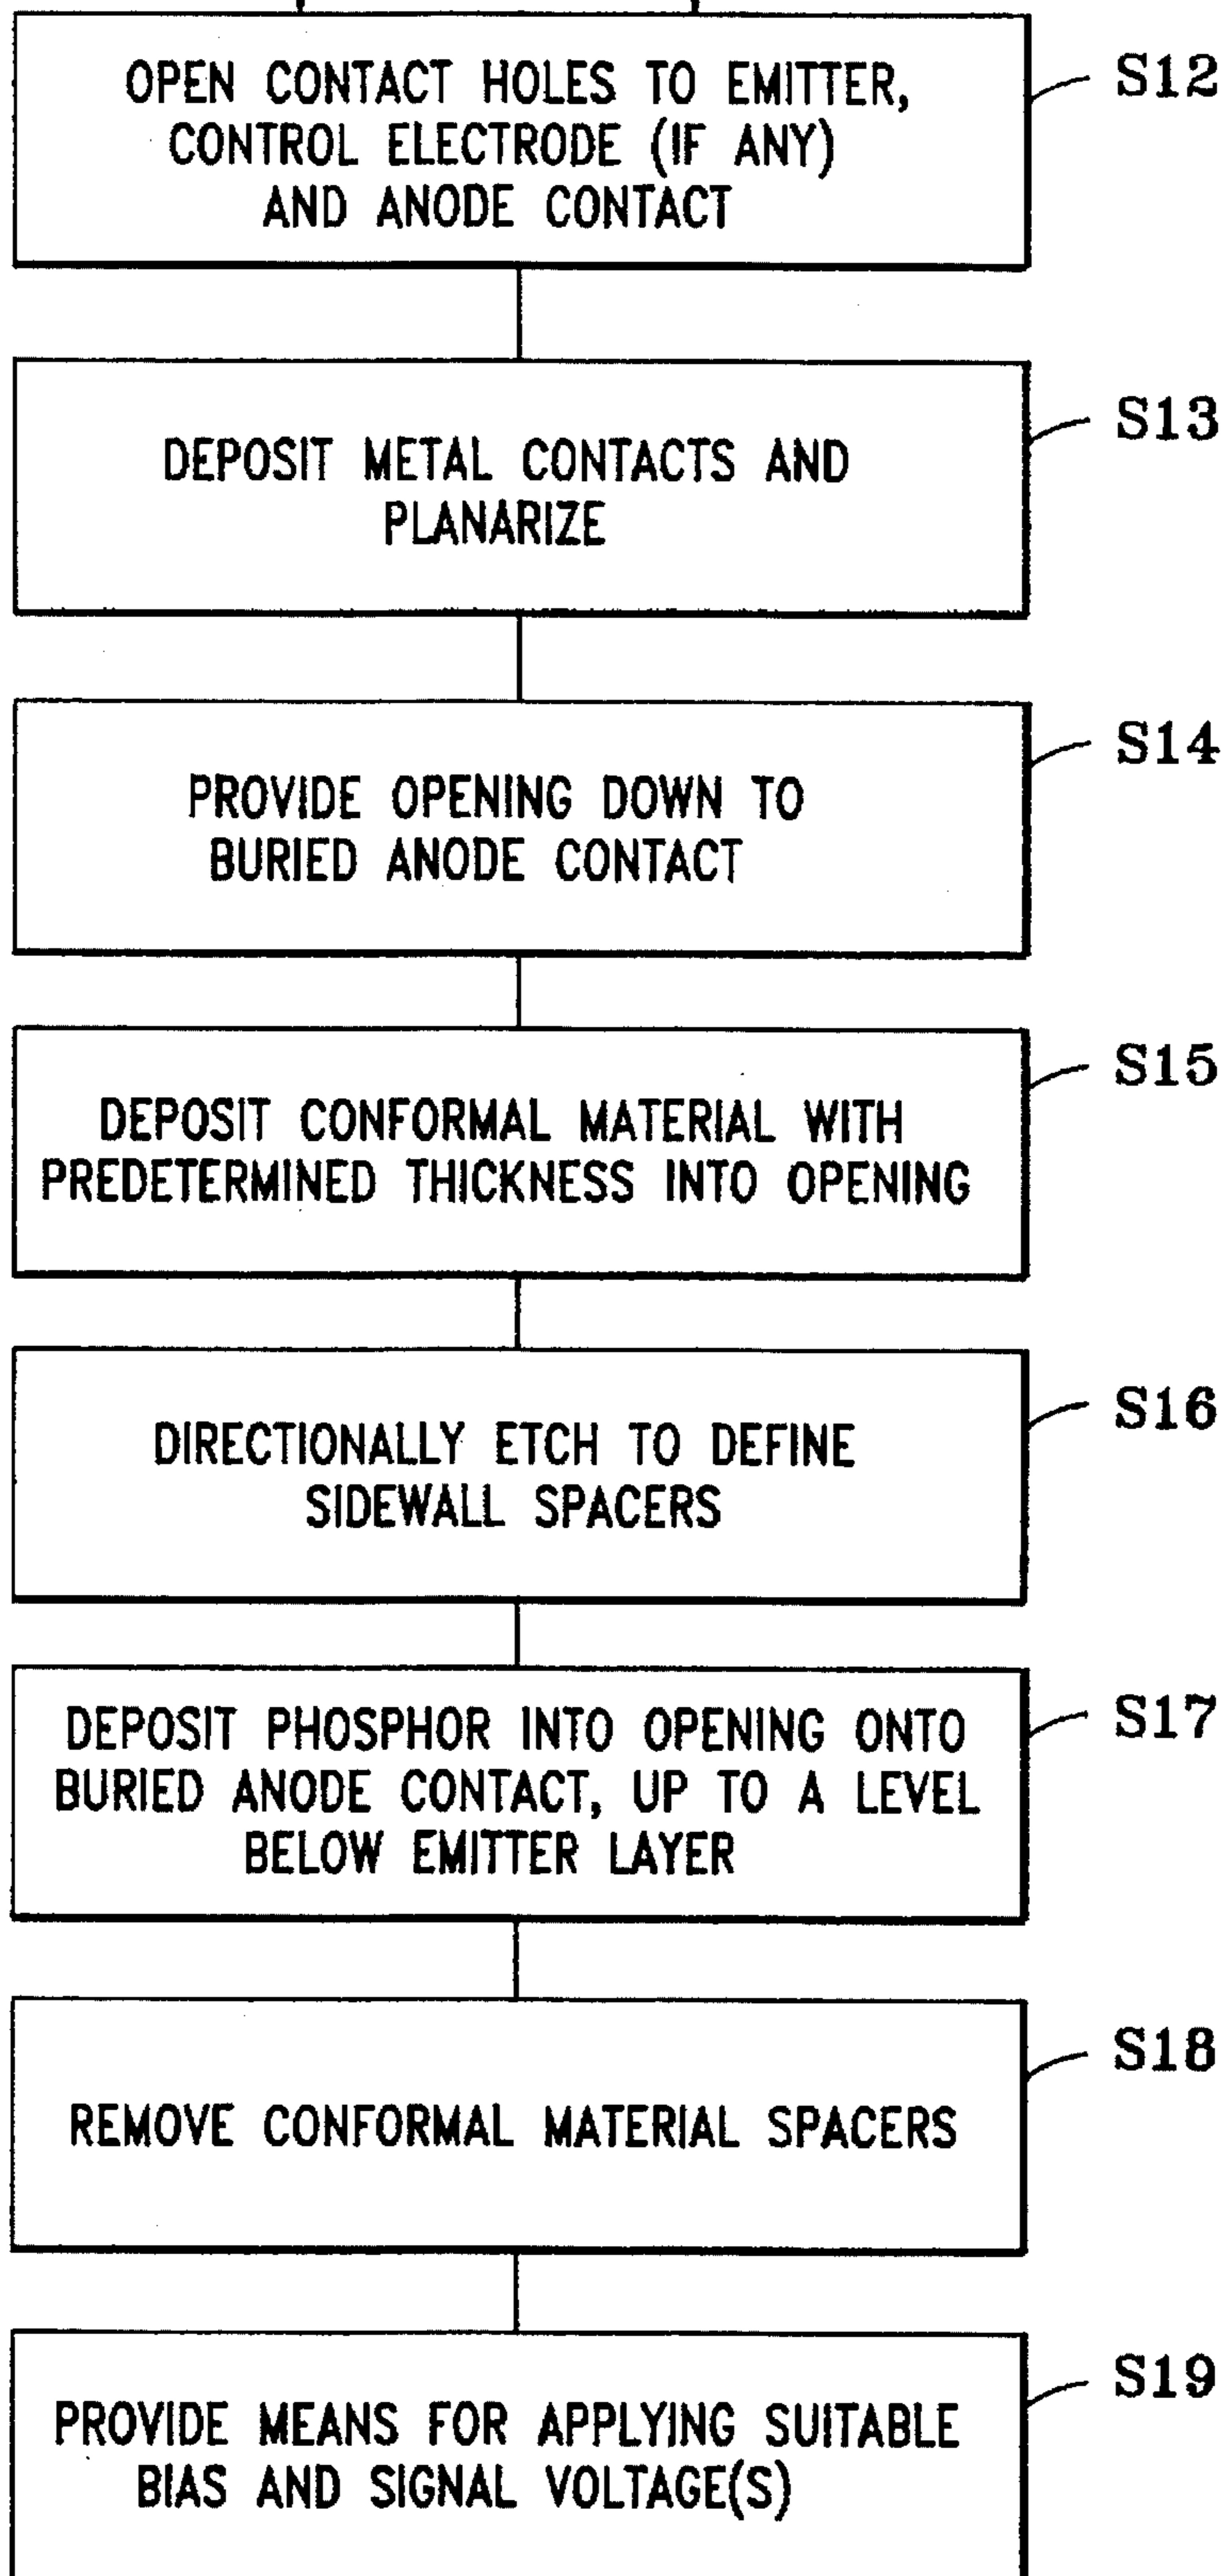 OPEN CONTACT HOLES TO EMITTER,
CONTROL ELECTRODE (IF ANY)
AND ANODE CONTACT
S12
DEPOSIT METAL CONTACTS AND
PLANARIZE
S13
PROVIDE OPENING DOWN TO
BURIED ANODE CONTACT
S14
DEPOSIT CONFORMAL MATERIAL WITH
PREDETERMINED THICKNESS INTO OPENING
S15
DIRECTIONALLY ETCH TO DEFINE
SIDEWALL SPACERS
S16
DEPOSIT PHOSPHOR INTO OPENING ONTO
BURIED ANODE CONTACT, UP TO A LEVEL
BELOW EMITTER LAYER
S17
REMOVE CONFORMAL MATERIAL SPACERS
S18
PROVIDE MEANS FOR APPLYING SUITABLE
BIAS AND SIGNAL VOLTAGE(S)
S19